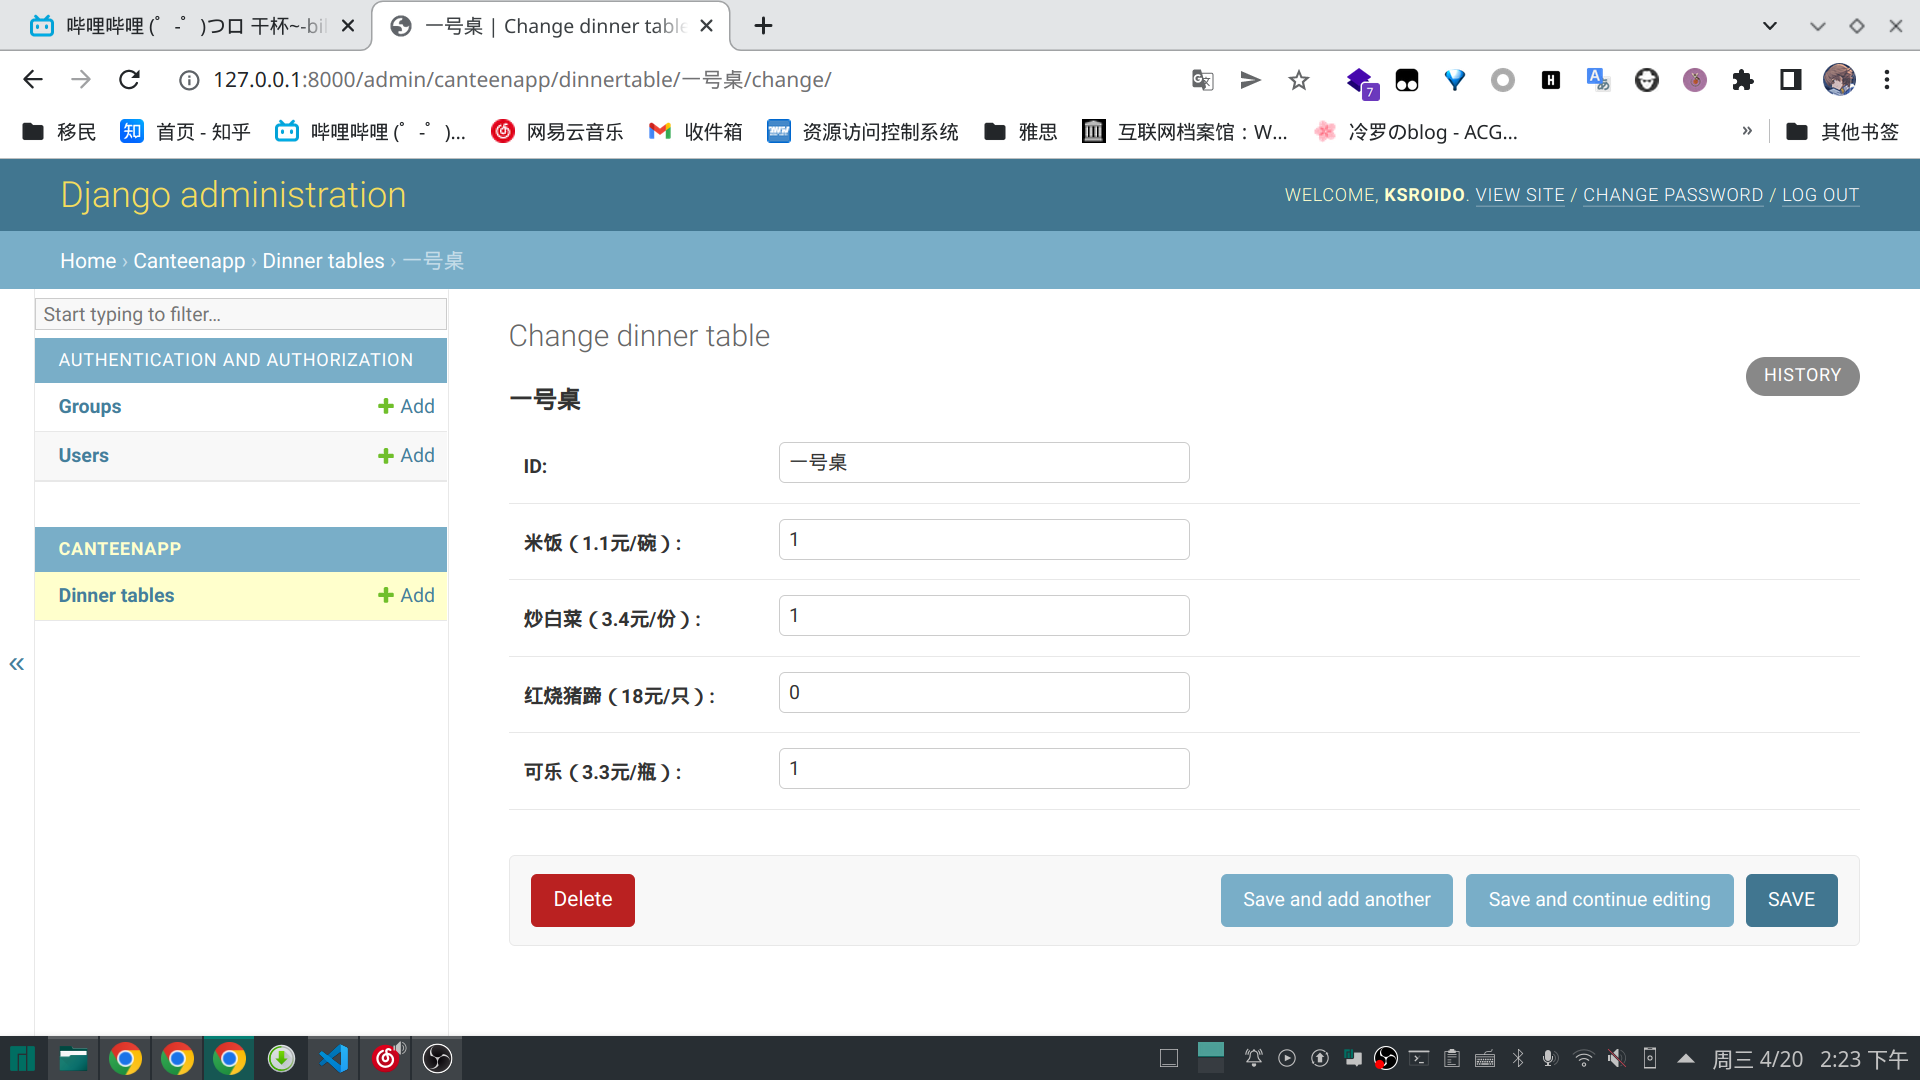 哔哩哔哩 (゜-゜)つロ 干杯~-bil
一号桌 | Change dinner table
127.0.0.1:8000/admin/canteenapp/dinnertable/一号桌/change/
7
移民
知 首页 - 知乎
哔哩哔哩 (゜-゜)...
网易云音乐
收件箱
资源访问控制系统
雅思
互联网档案馆：W...
冷罗のblog - ACG...
»
其他书签
Django administration
WELCOME, KSROIDO. VIEW SITE / CHANGE PASSWORD / LOG OUT
Home › Canteenapp › Dinner tables › 一号桌
Start typing to filter...
AUTHENTICATION AND AUTHORIZATION
Groups + Add
Users + Add
CANTEENAPP
Dinner tables + Add
«
Change dinner table
HISTORY
一号桌
ID: 一号桌
米饭（1.1元/碗）: 1
炒白菜（3.4元/份）: 1
红烧猪蹄（18元/只）: 0
可乐（3.3元/瓶）: 1
Delete
Save and add another
Save and continue editing
SAVE
周三 4/20 2:23 下午